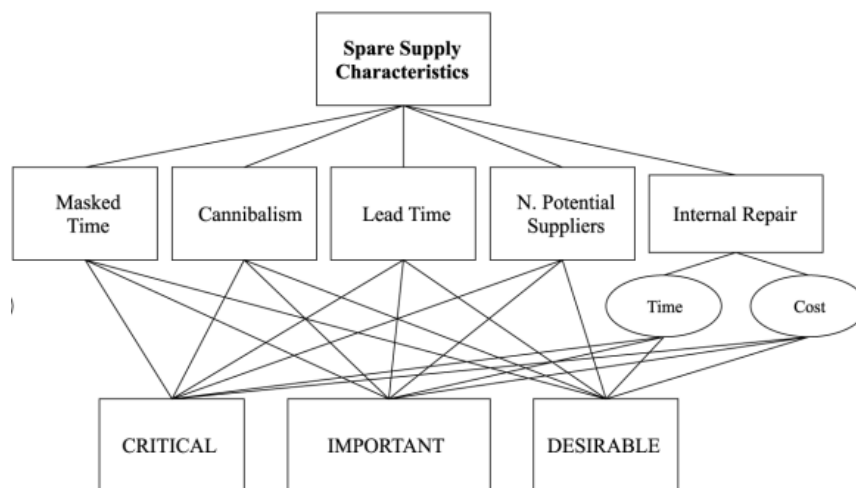 Spare Supply
Characteristics
Masked
Time
Cannibalism
Lead Time
N. Potential
Suppliers
Internal Repair
)
Time
Cost
CRITICAL
IMPORTANT
DESIRABLE